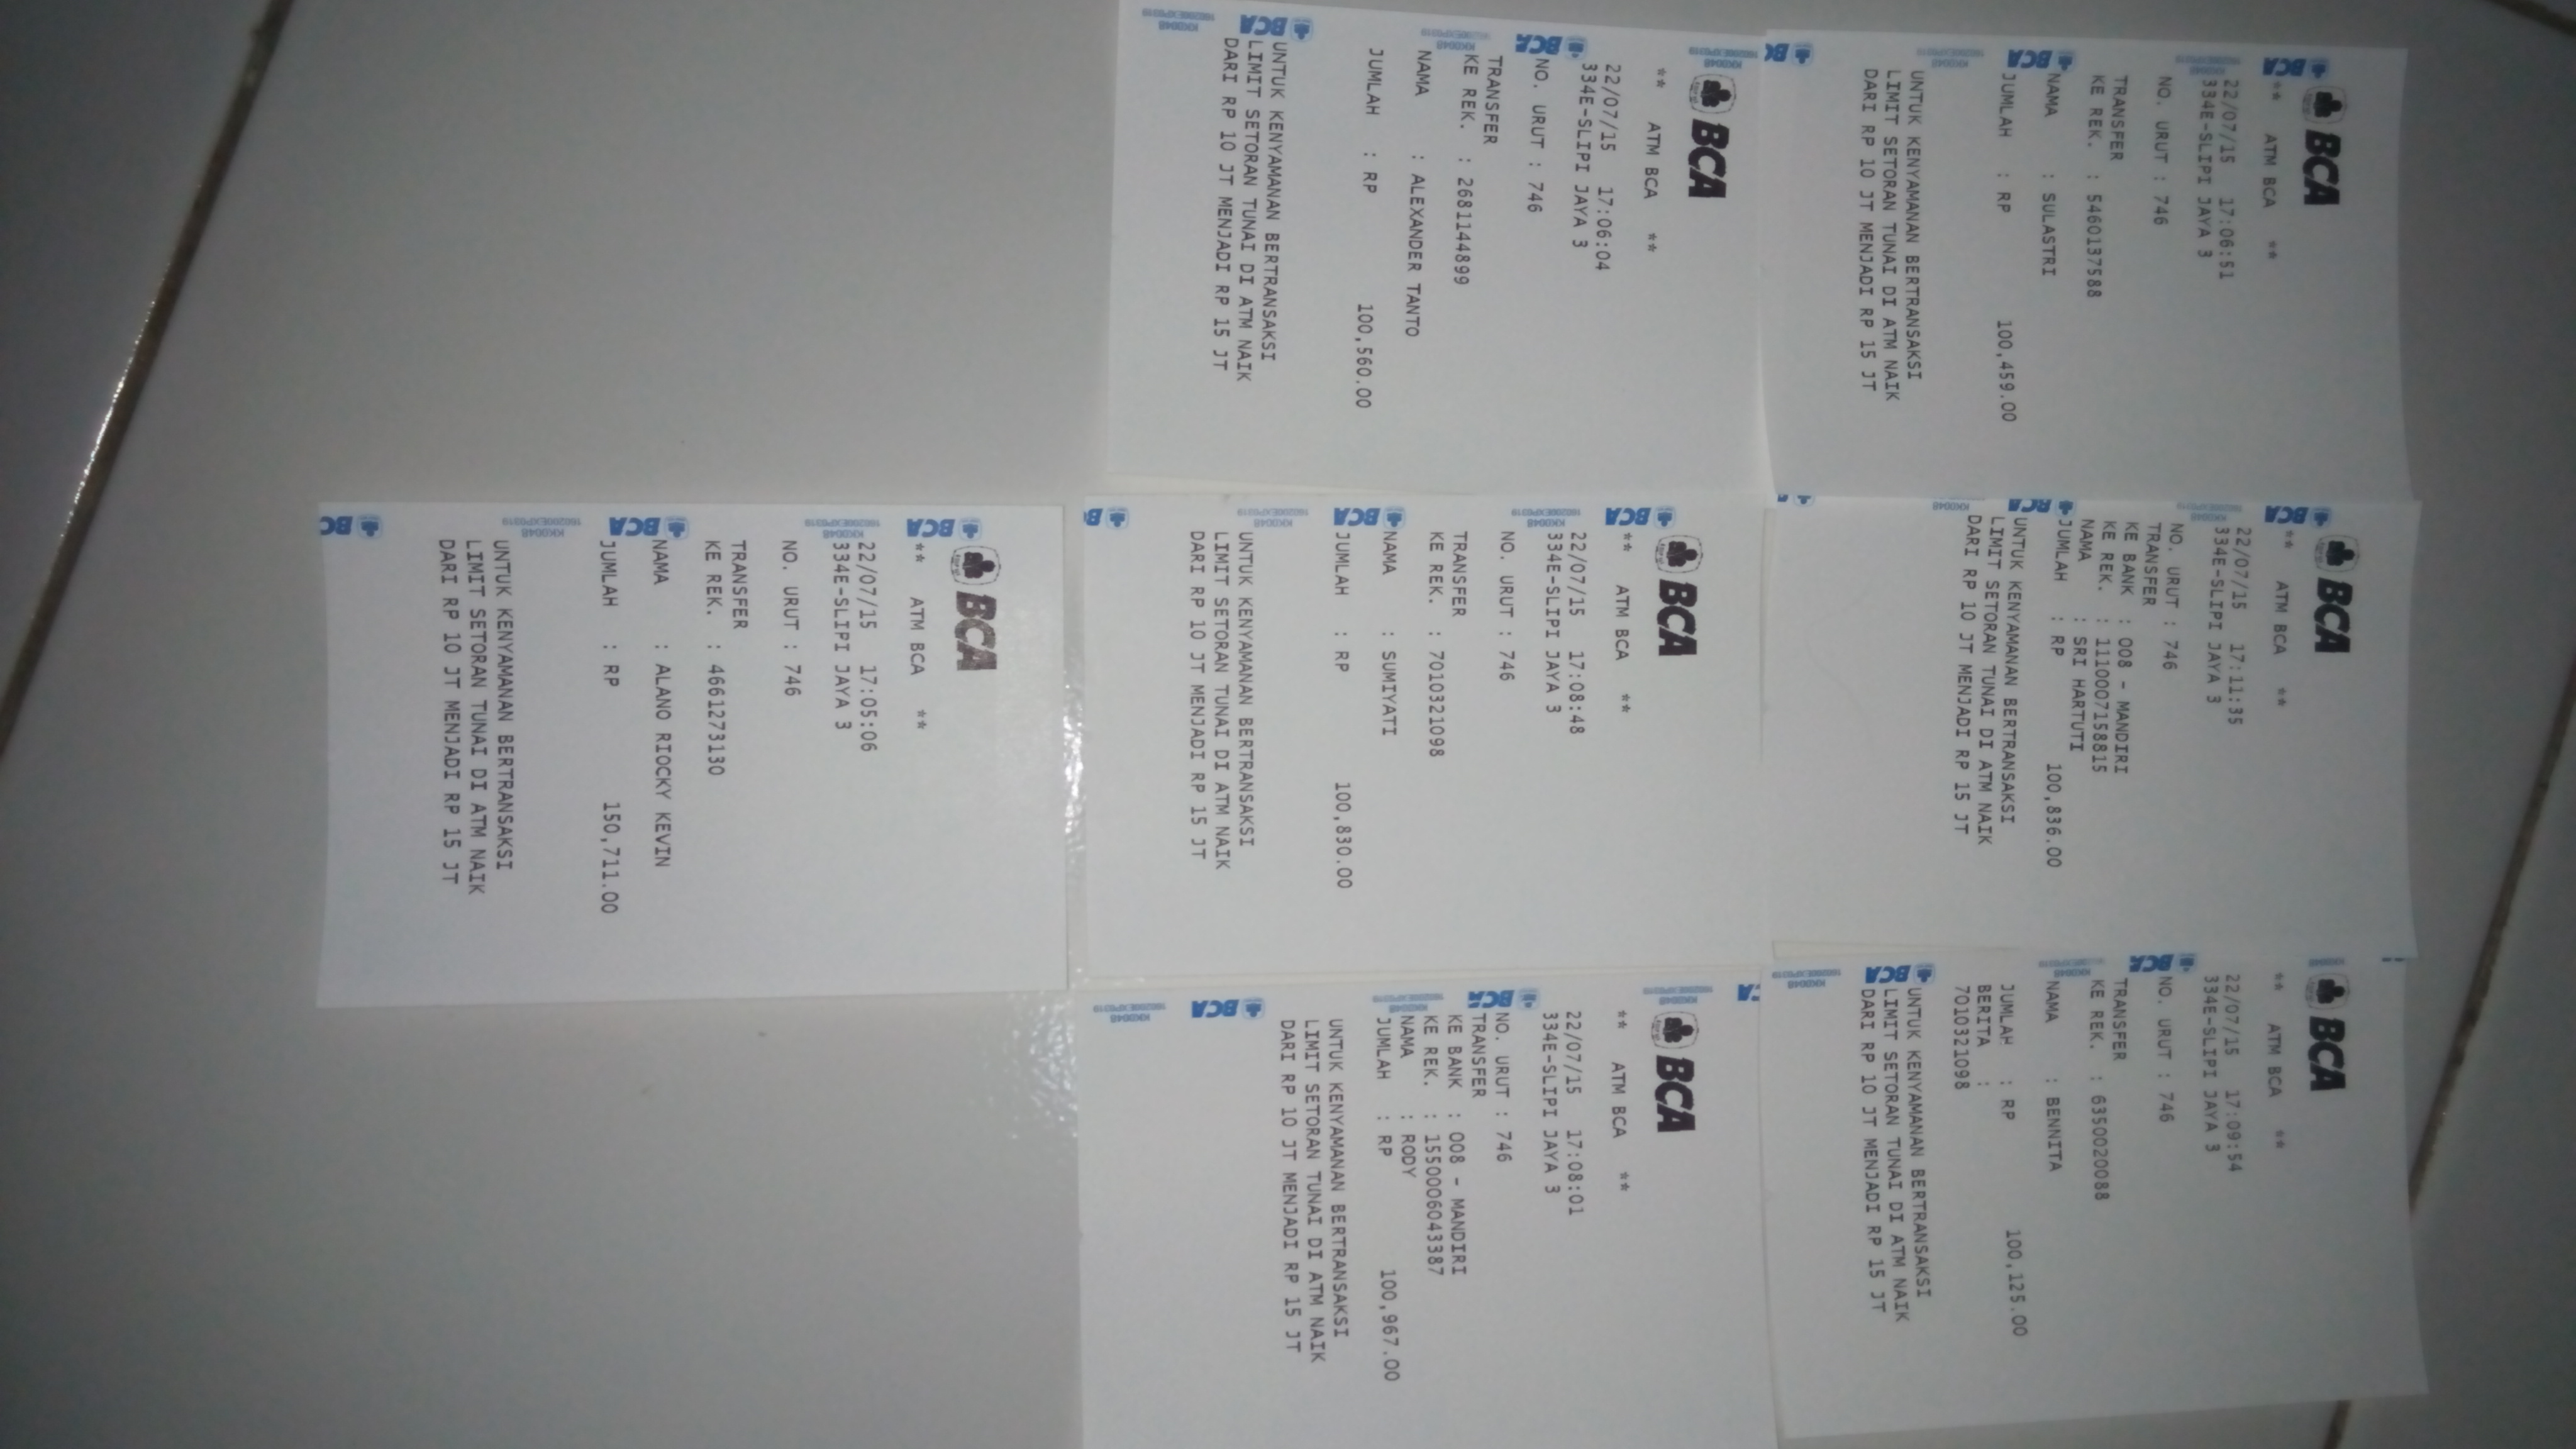 BCA
** ATM BCA **
22/07/15 17:06:51
334E-SLIPI JAYA 3
NO. URUT : 746
TRANSFER
KE REK. : 5460137588
NAMA : SULASTRI
JUMLAH : RP 100,459.00
UNTUK KENYAMANAN BERTRANSAKSI
LIMIT SETORAN TUNAI DI ATM NAIK
DARI RP 10 JT MENJADI RP 15 JT
BCA
** ATM BCA **
22/07/15 17:11:35
334E-SLIPI JAYA 3
NO. URUT : 746
TRANSFER
KE BANK : 008 - MANDIRI
KE REK. : 1110007158815
NAMA : SRI HARTUTI
JUMLAH : RP 100,836.00
UNTUK KENYAMANAN BERTRANSAKSI
LIMIT SETORAN TUNAI DI ATM NAIK
DARI RP 10 JT MENJADI RP 15 JT
BCA
** ATM BCA **
22/07/15 17:09:54
334E-SLIPI JAYA 3
NO. URUT : 746
TRANSFER
KE REK. : 6350020088
NAMA : BENNITA
JUMLAH : RP 100,125.00
BERITA :
7010321098
UNTUK KENYAMANAN BERTRANSAKSI
LIMIT SETORAN TUNAI DI ATM NAIK
DARI RP 10 JT MENJADI RP 15 JT
BCA
** ATM BCA **
22/07/15 17:06:04
334E-SLIPI JAYA 3
NO. URUT : 746
TRANSFER
KE REK. : 2681144899
NAMA : ALEXANDER TANTO
JUMLAH : RP 100,560.00
UNTUK KENYAMANAN BERTRANSAKSI
LIMIT SETORAN TUNAI DI ATM NAIK
DARI RP 10 JT MENJADI RP 15 JT
BCA
** ATM BCA **
22/07/15 17:08:48
334E-SLIPI JAYA 3
NO. URUT : 746
TRANSFER
KE REK. : 7010321098
NAMA : SUMIYATI
JUMLAH : RP 100,830.00
UNTUK KENYAMANAN BERTRANSAKSI
LIMIT SETORAN TUNAI DI ATM NAIK
DARI RP 10 JT MENJADI RP 15 JT
BCA
** ATM BCA **
22/07/15 17:08:01
334E-SLIPI JAYA 3
NO. URUT : 746
TRANSFER
KE BANK : 008 - MANDIRI
KE REK. : 1550006043387
NAMA : RODY
JUMLAH : RP 100,967.00
UNTUK KENYAMANAN BERTRANSAKSI
LIMIT SETORAN TUNAI DI ATM NAIK
DARI RP 10 JT MENJADI RP 15 JT
BCA
** ATM BCA **
22/07/15 17:05:06
334E-SLIPI JAYA 3
NO. URUT : 746
TRANSFER
KE REK. : 4661273130
NAMA : ALANO RIOCKY KEVIN
JUMLAH : RP 150,711.00
UNTUK KENYAMANAN BERTRANSAKSI
LIMIT SETORAN TUNAI DI ATM NAIK
DARI RP 10 JT MENJADI RP 15 JT